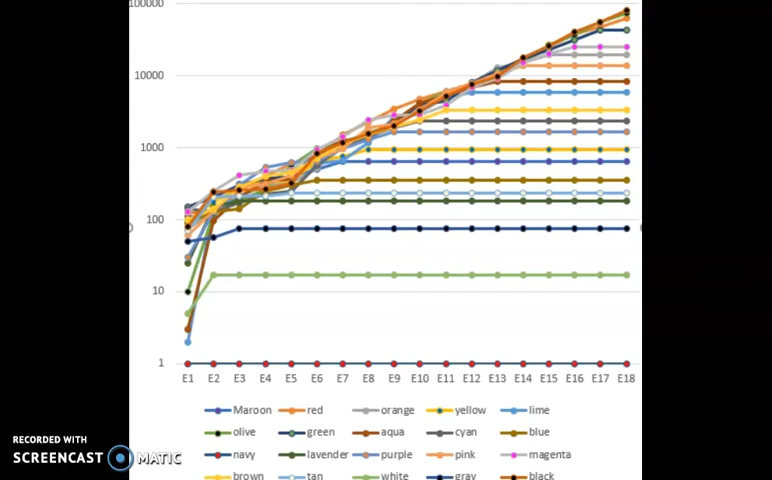 100000
10000
1000
100
10
1
E1 E2 E3 E4 E5 E6 E7 E8 E9 E10 E11 E12 E13 E14 E15 E16 E17 E18
Maroon red orange yellow lime
olive green aqua cyan blue
navy lavender purple pink magenta
brown tan white gray black
RECORDED WITH
SCREENCAST MATIC